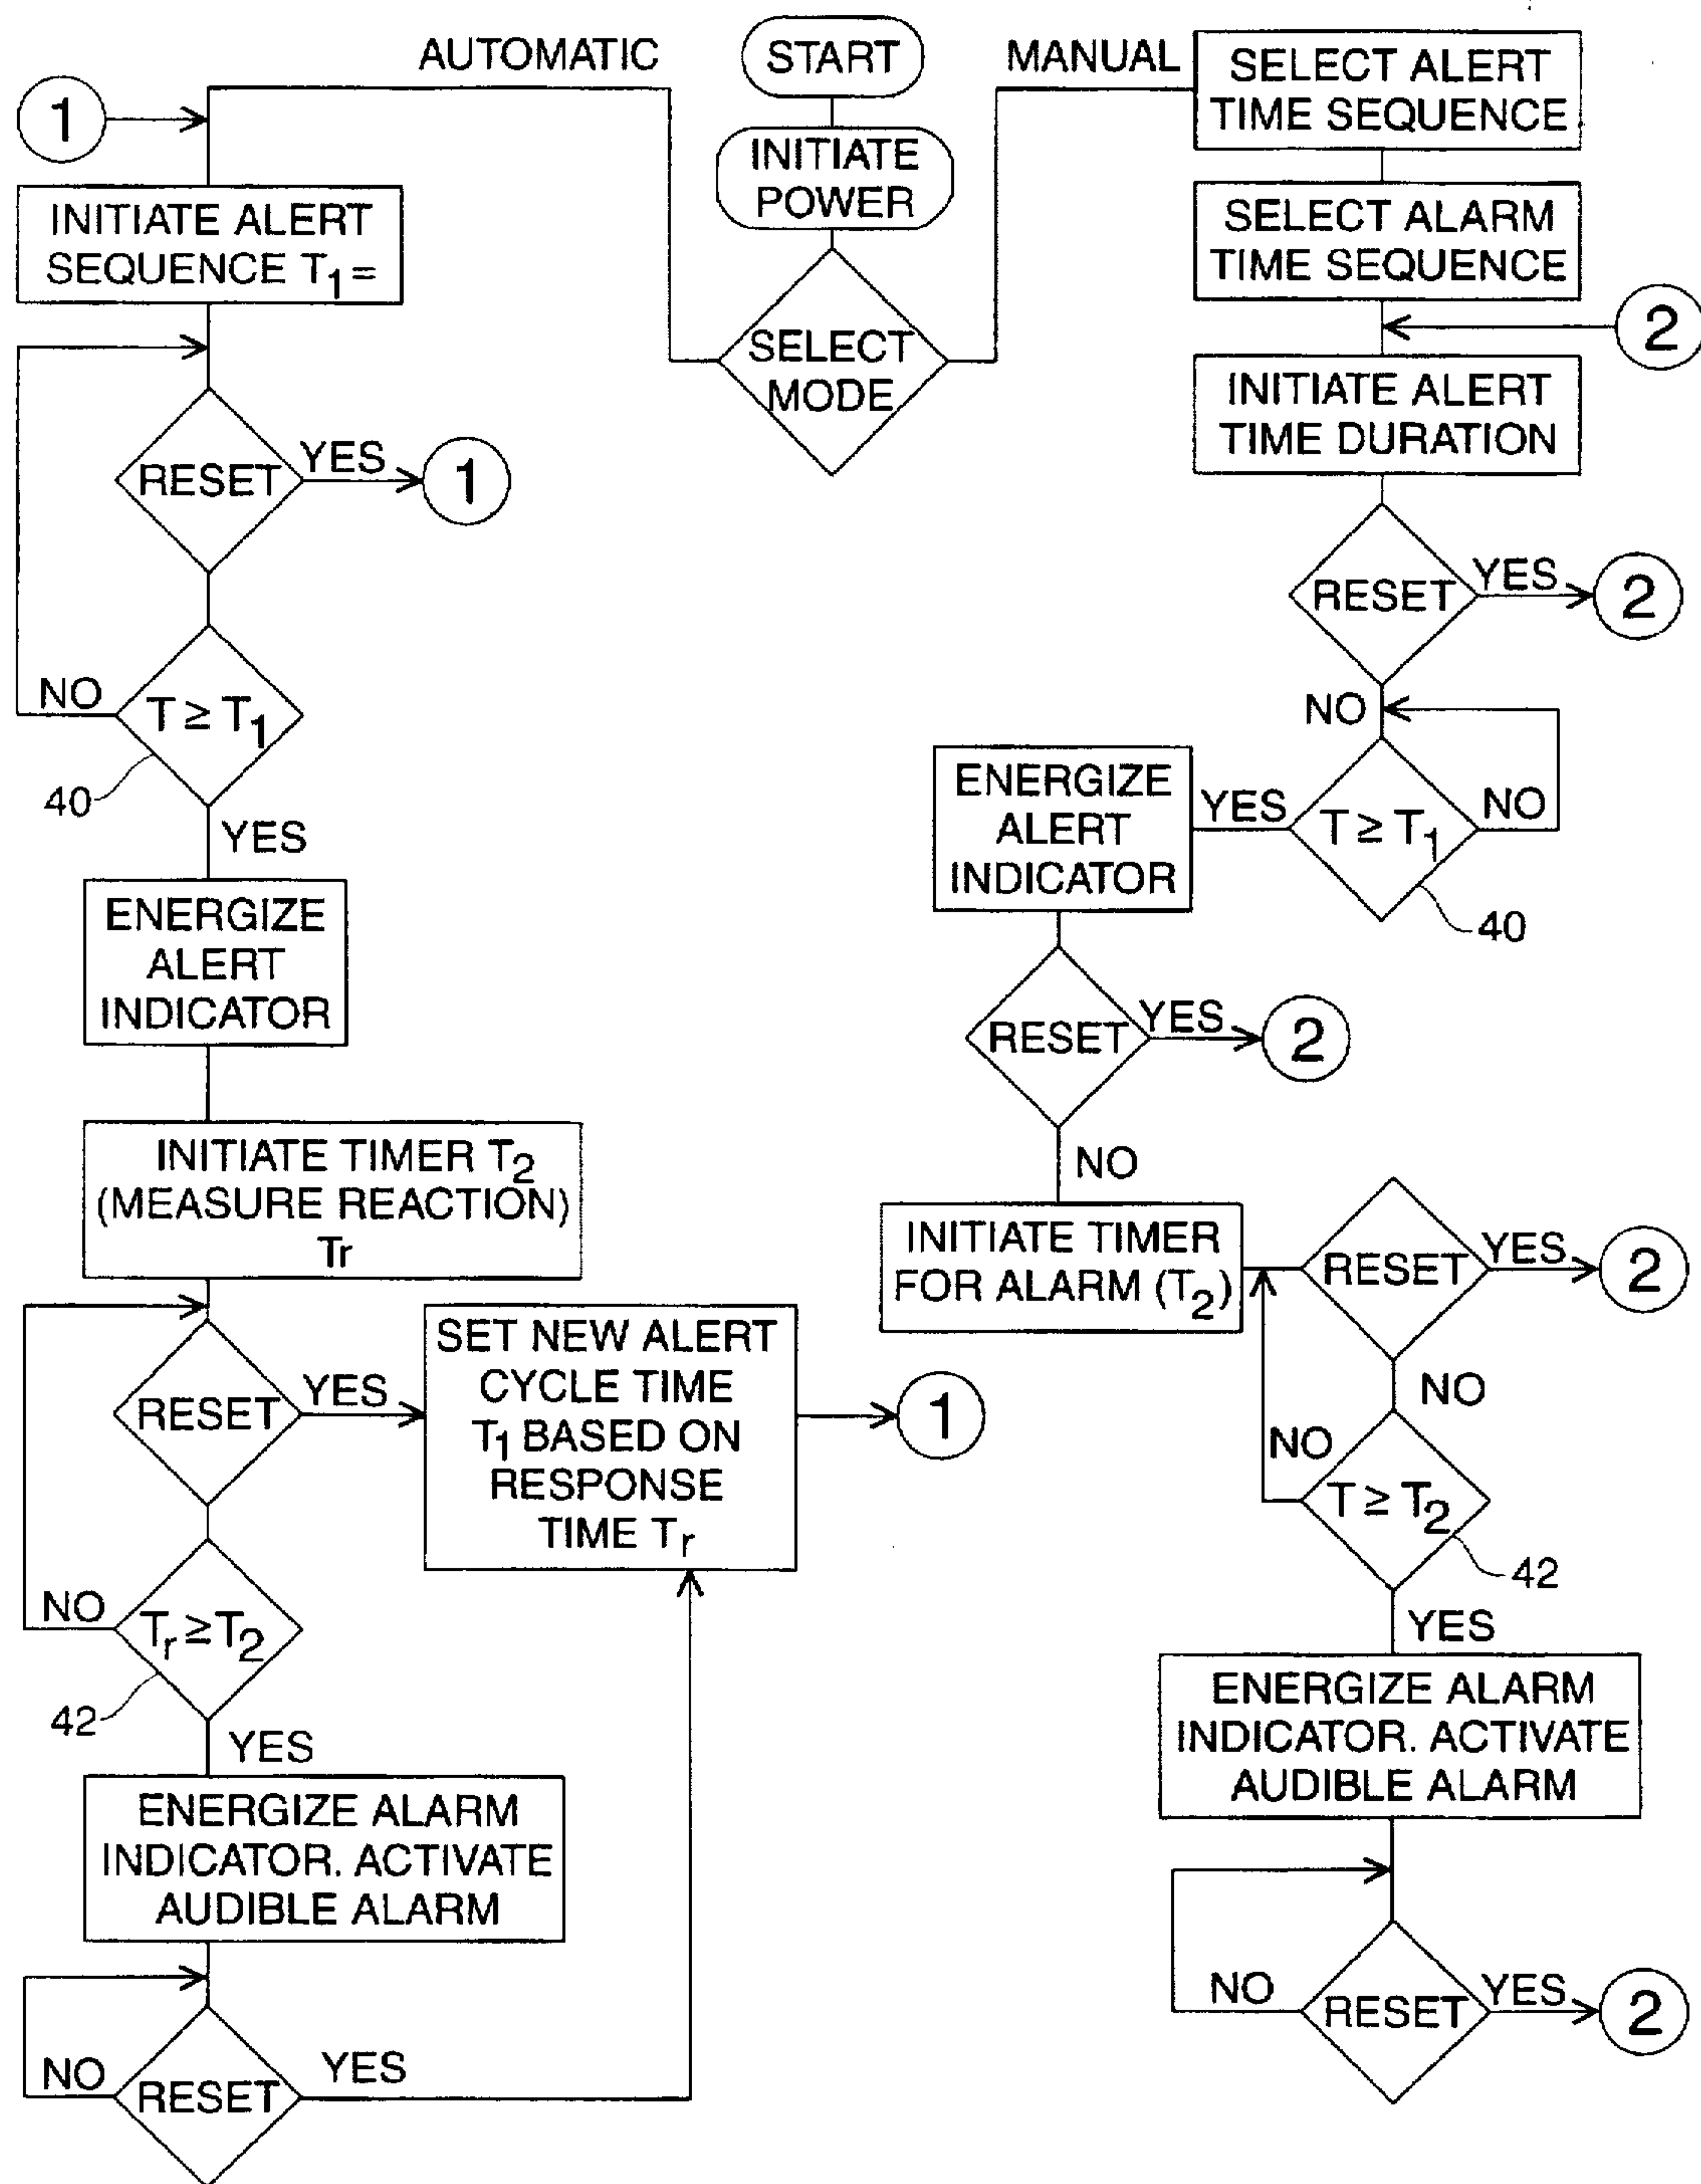 START
INITIATE
POWER
SELECT
MODE
AUTOMATIC
1
INITIATE ALERT
SEQUENCE T1 =
RESET
YES
1
T ≥ T1
NO
40
YES
ENERGIZE
ALERT
INDICATOR
INITIATE TIMER T2
(MEASURE REACTION)
Tr
RESET
YES
SET NEW ALERT
CYCLE TIME
T1 BASED ON
RESPONSE
TIME Tr
1
Tr ≥ T2
NO
42
YES
ENERGIZE ALARM
INDICATOR. ACTIVATE
AUDIBLE ALARM
RESET
NO
YES
MANUAL
SELECT ALERT
TIME SEQUENCE
SELECT ALARM
TIME SEQUENCE
2
INITIATE ALERT
TIME DURATION
RESET
YES
2
NO
T ≥ T1
NO
40
YES
ENERGIZE
ALERT
INDICATOR
RESET
YES
2
NO
INITIATE TIMER
FOR ALARM (T2)
RESET
YES
2
NO
T ≥ T2
NO
42
YES
ENERGIZE ALARM
INDICATOR. ACTIVATE
AUDIBLE ALARM
RESET
NO
YES
2